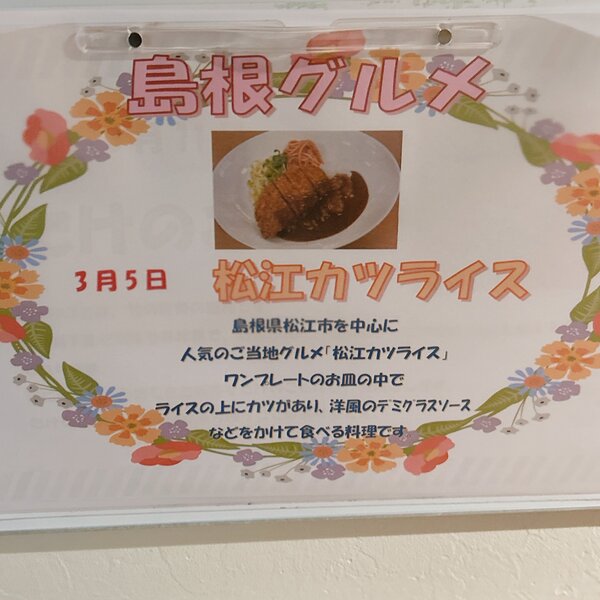 島根グルメ
3月5日 松江カツライス
島根県松江市を中心に
人気のご当地グルメ「松江カツライス」
ワンプレートのお皿の中で
ライスの上にカツがあり、洋風のデミグラスソース
などをかけて食べる料理です